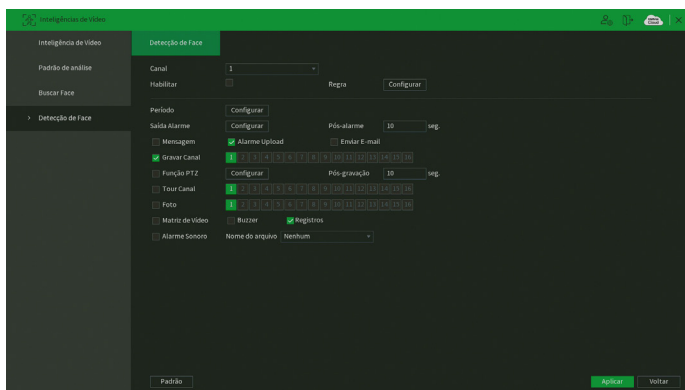 Inteligências de Vídeo
Inteligência de Vídeo
Padrão de análise
Buscar Face
> Detecção de Face
Detecção de Face
Canal 1
Habilitar Regra Configurar
Período Configurar
Saída Alarme Configurar Pós-alarme 10 seg.
Mensagem Alarme Upload Enviar E-mail
Gravar Canal 1 2 3 4 5 6 7 8 9 10 11 12 13 14 15 16
Função PTZ Configurar Pós-gravação 10 seg.
Tour Canal 1 2 3 4 5 6 7 8 9 10 11 12 13 14 15 16
Foto 1 2 3 4 5 6 7 8 9 10 11 12 13 14 15 16
Matriz de Vídeo Buzzer Registros
Alarme Sonoro Nome do arquivo Nenhum
Padrão Aplicar Voltar